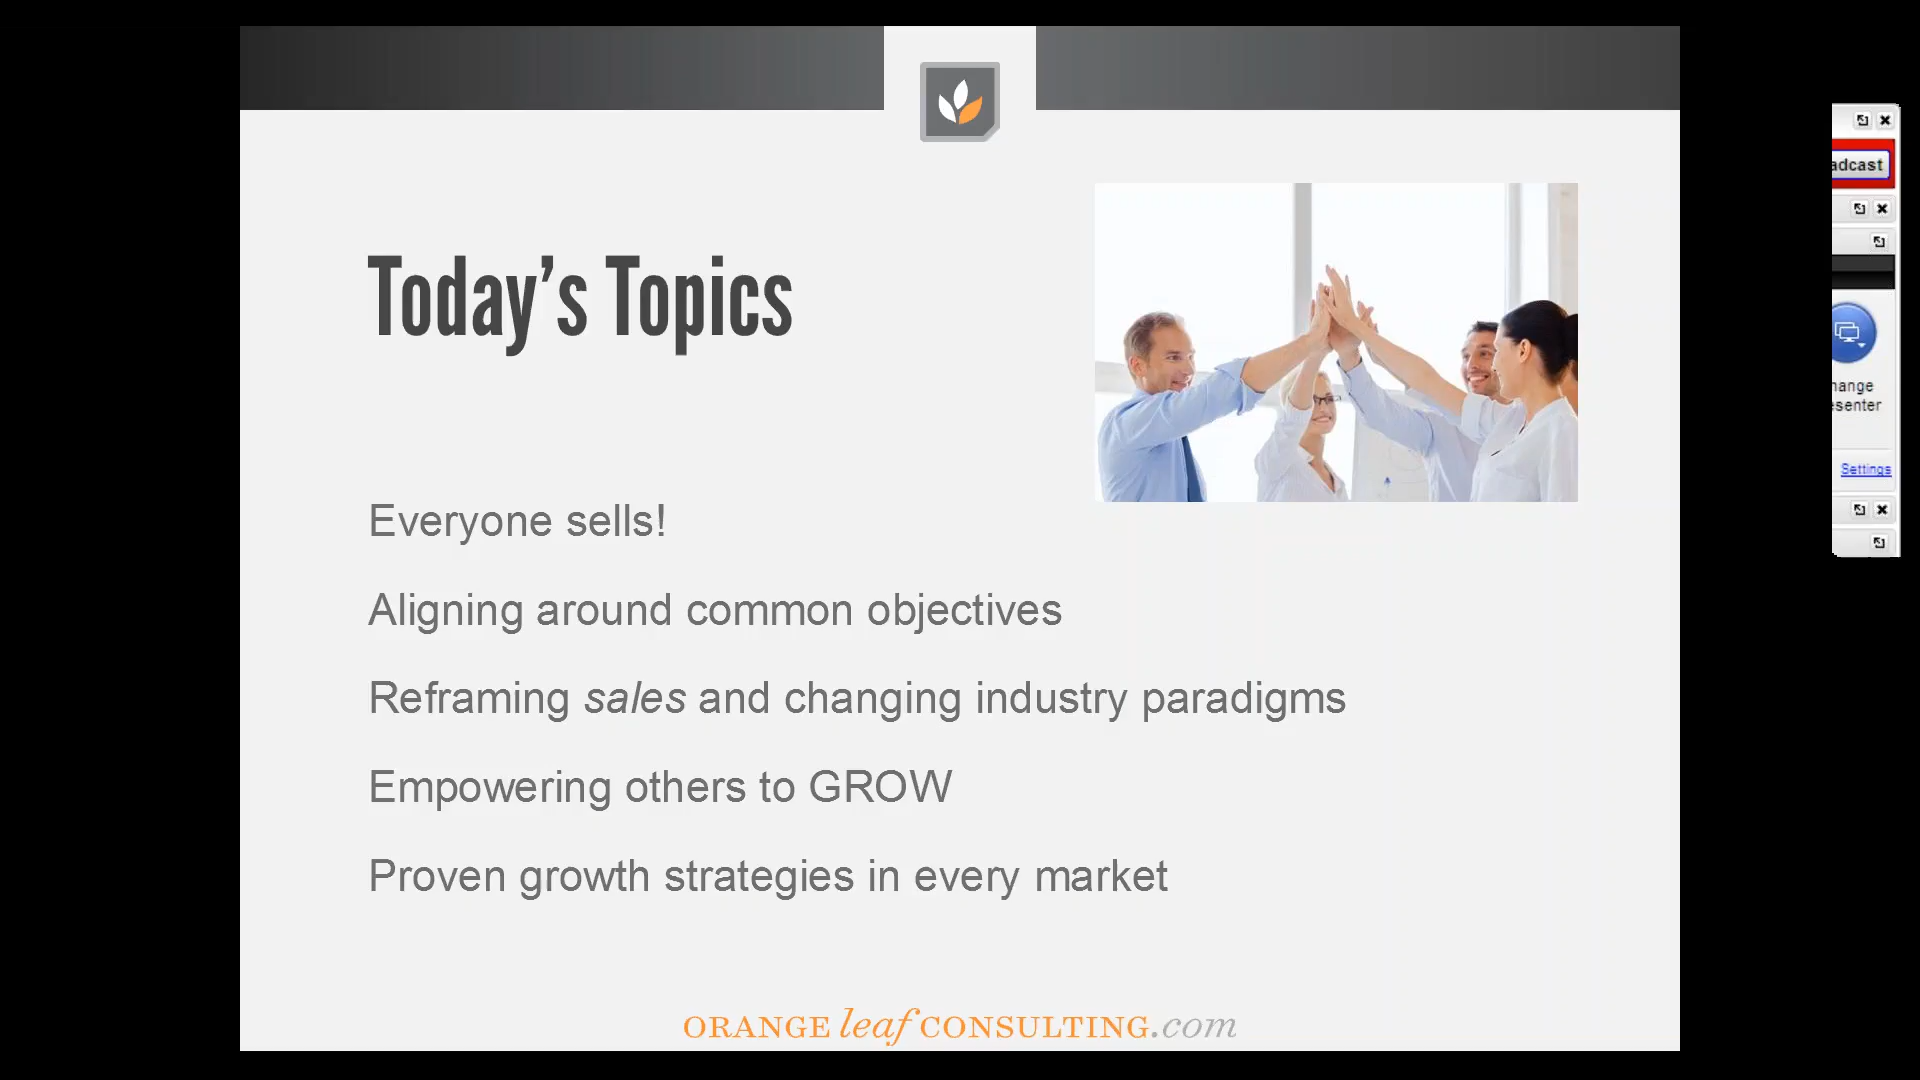 Today's Topics
Everyone sells!
Aligning around common objectives
Reframing sales and changing industry paradigms
Empowering others to GROW
Proven growth strategies in every market
ORANGE leaf CONSULTING.com
adcast
hange
senter
Settings